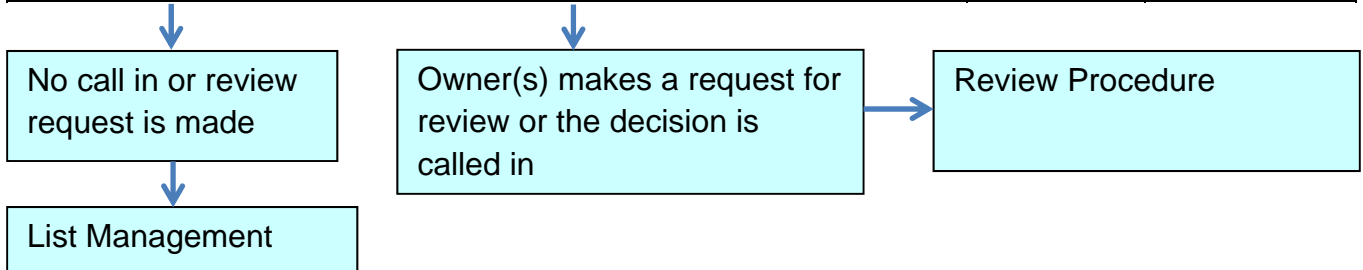 No call in or review
request is made
Owner(s) makes a request for
review or the decision is
called in
Review Procedure
List Management